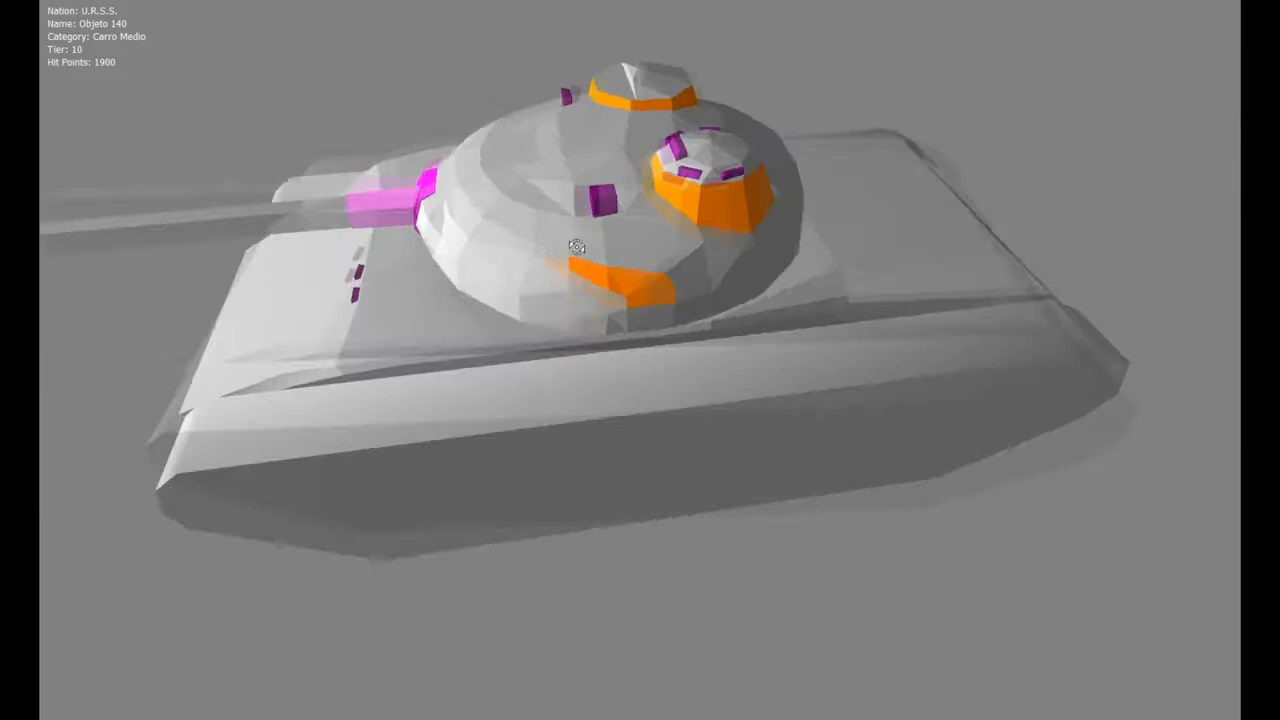 Nation: U.R.S.S.
Name: Objeto 140
Category: Carro Medio
Tier: 10
Hit Points: 1900